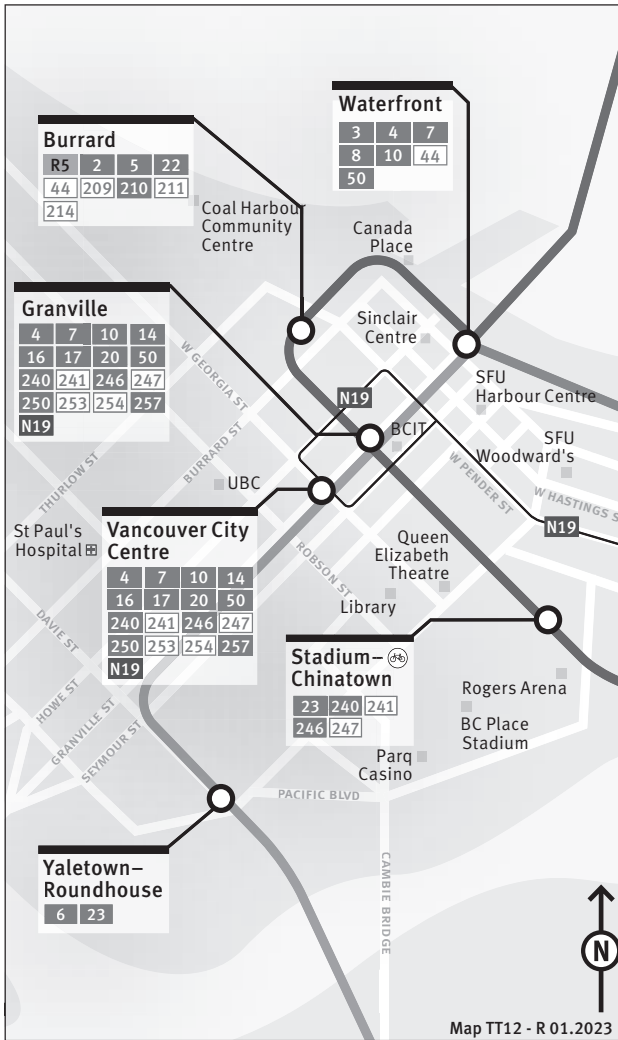 Waterfront
3 4 7
8 10 44
50
Burrard
R5 2 5 22
44 209 210 211
214
Coal Harbour
Community
Centre
Canada
Place
Granville
4 7 10 14
16 17 20 50
240 241 246 247
250 253 254 257
N19
Sinclair
Centre
W GEORGIA ST
N19
SFU
Harbour Centre
BURRARD ST
BCIT
SFU
Woodward's
THURLOW ST
UBC
W PENDER ST
W HASTINGS S
N19
St Paul's
Hospital
Vancouver City
Centre
4 7 10 14
16 17 20 50
240 241 246 247
250 253 254 257
N19
ROBSON ST
Queen
Elizabeth
Theatre
Library
DAVIE ST
HOWE ST
GRANVILLE ST
SEYMOUR ST
Stadium–
Chinatown
23 240 241
246 247
Rogers Arena
BC Place
Stadium
Parq
Casino
PACIFIC BLVD
CAMBIE BRIDGE
Yaletown–
Roundhouse
6 23
N
Map TT12 - R 01.2023